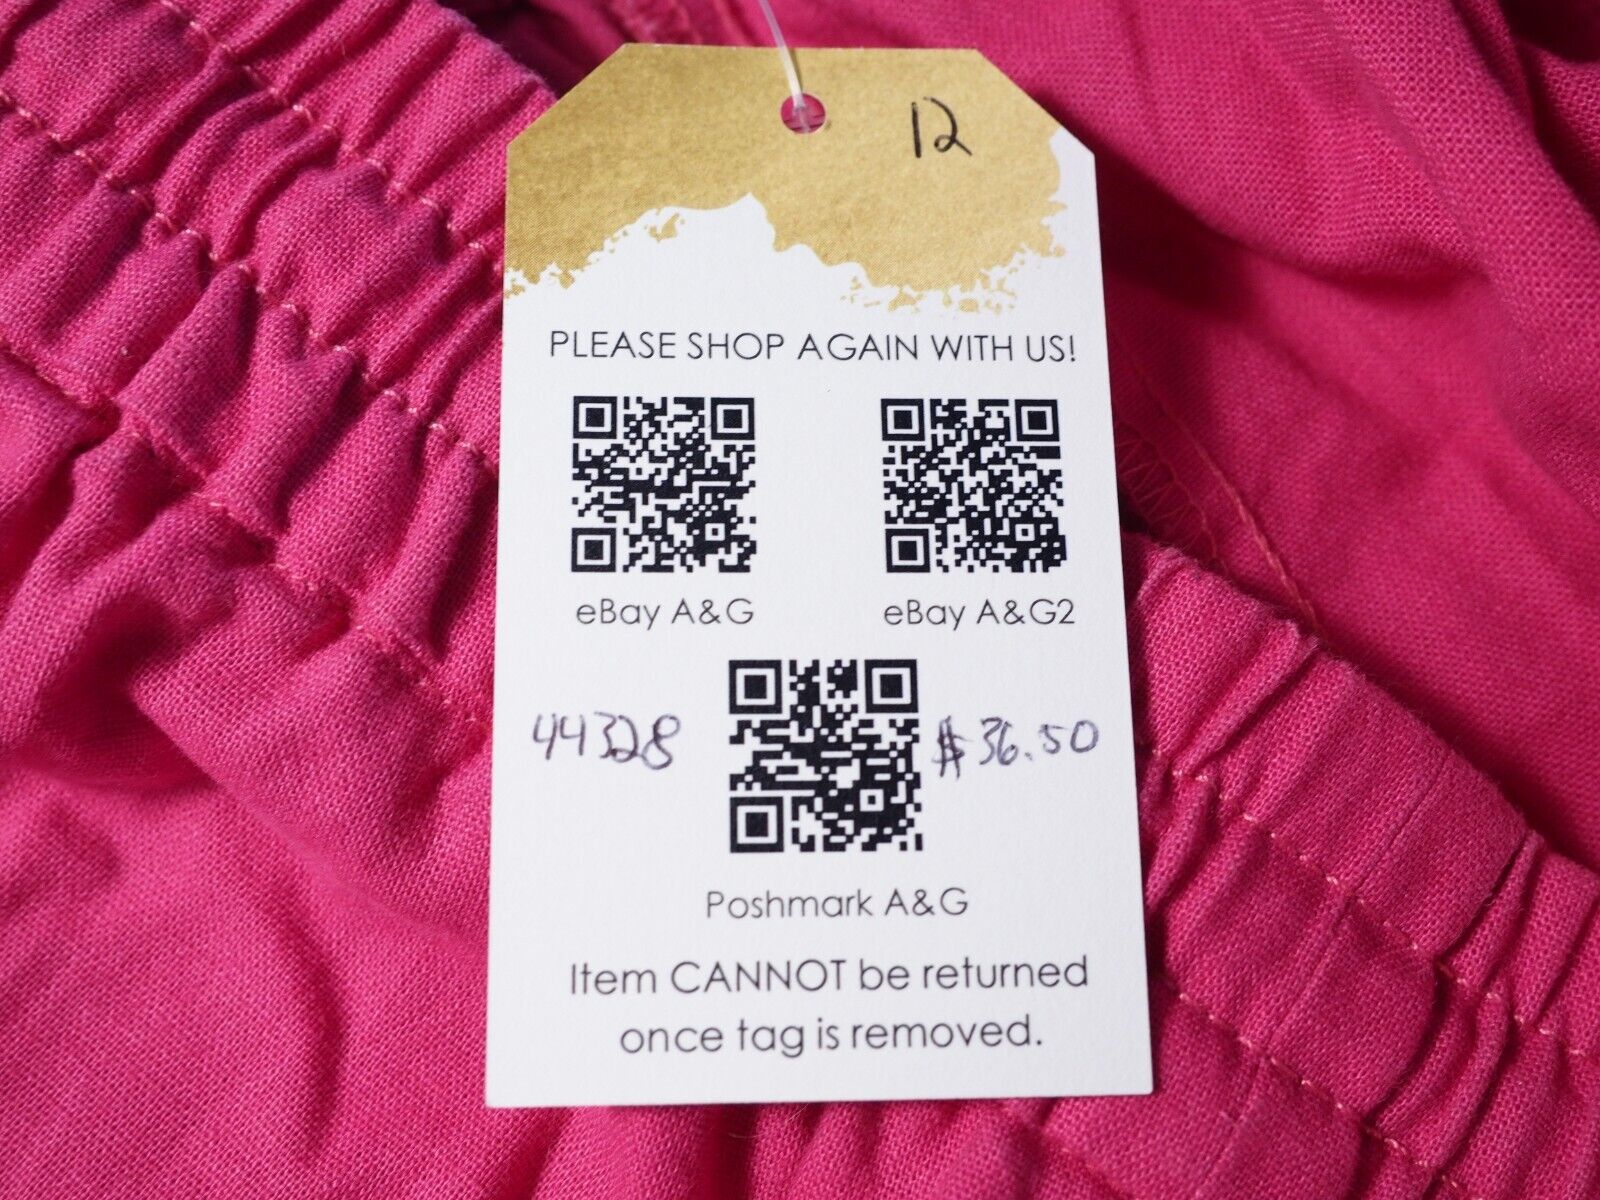 12
PLEASE SHOP AGAIN WITH US!
eBay A&G
eBay A&G2
44328
$36.50
Poshmark A&G
Item CANNOT be returned
once tag is removed.